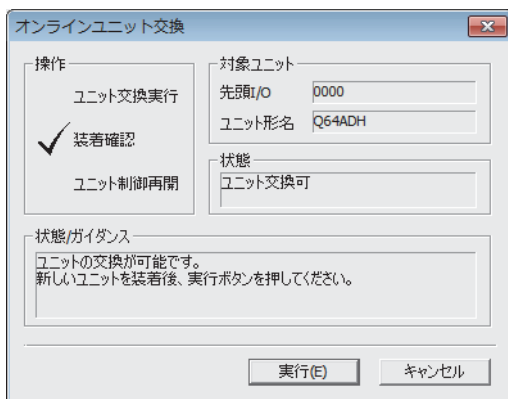 オンラインユニット交換
操作
ユニット交換実行
装着確認
ユニット制御再開
対象ユニット
先頭I/O 0000
ユニット形名 Q64ADH
状態
ユニット交換可
状態/ガイダンス
ユニットの交換が可能です。
新しいユニットを装着後、実行ボタンを押してください。
実行(E) キャンセル